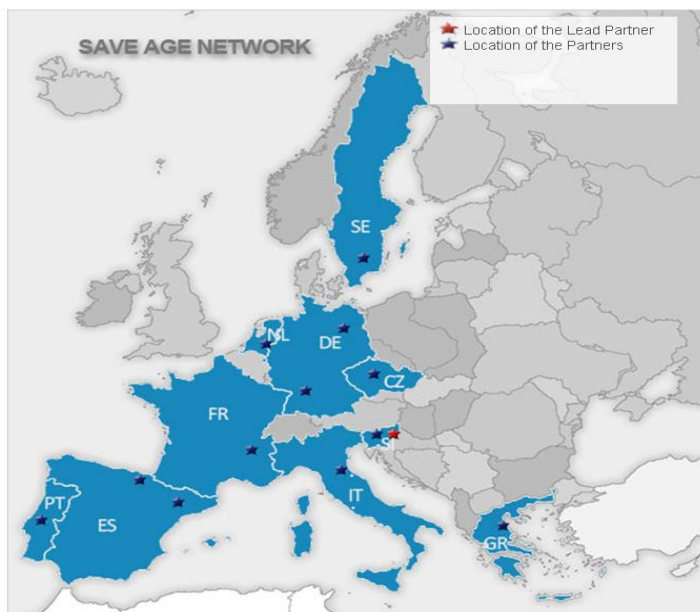 SAVE AGE NETWORK
Location of the Lead Partner
Location of the Partners
SE
NL
DE
CZ
FR
SI
IT
PT
ES
GR